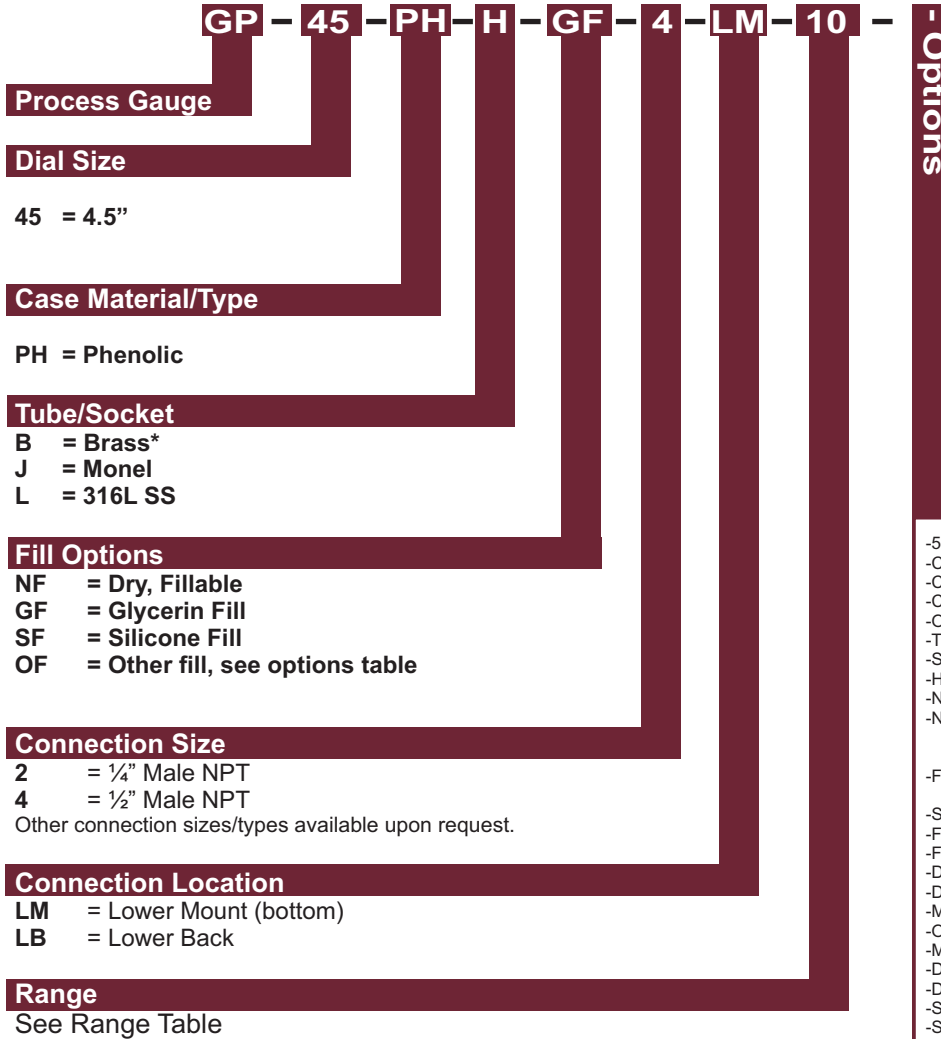 GP – 45 – PH – H – GF – 4 – LM – 10 –
- Options
Process Gauge
Dial Size
45 = 4.5”
Case Material/Type
PH = Phenolic
Tube/Socket
B = Brass*
J = Monel
L = 316L SS
Fill Options
NF = Dry, Fillable
GF = Glycerin Fill
SF = Silicone Fill
OF = Other fill, see options table
Connection Size
2 = ¼” Male NPT
4 = ½” Male NPT
Other connection sizes/types available upon request.
Connection Location
LM = Lower Mount (bottom)
LB = Lower Back
Range
See Range Table